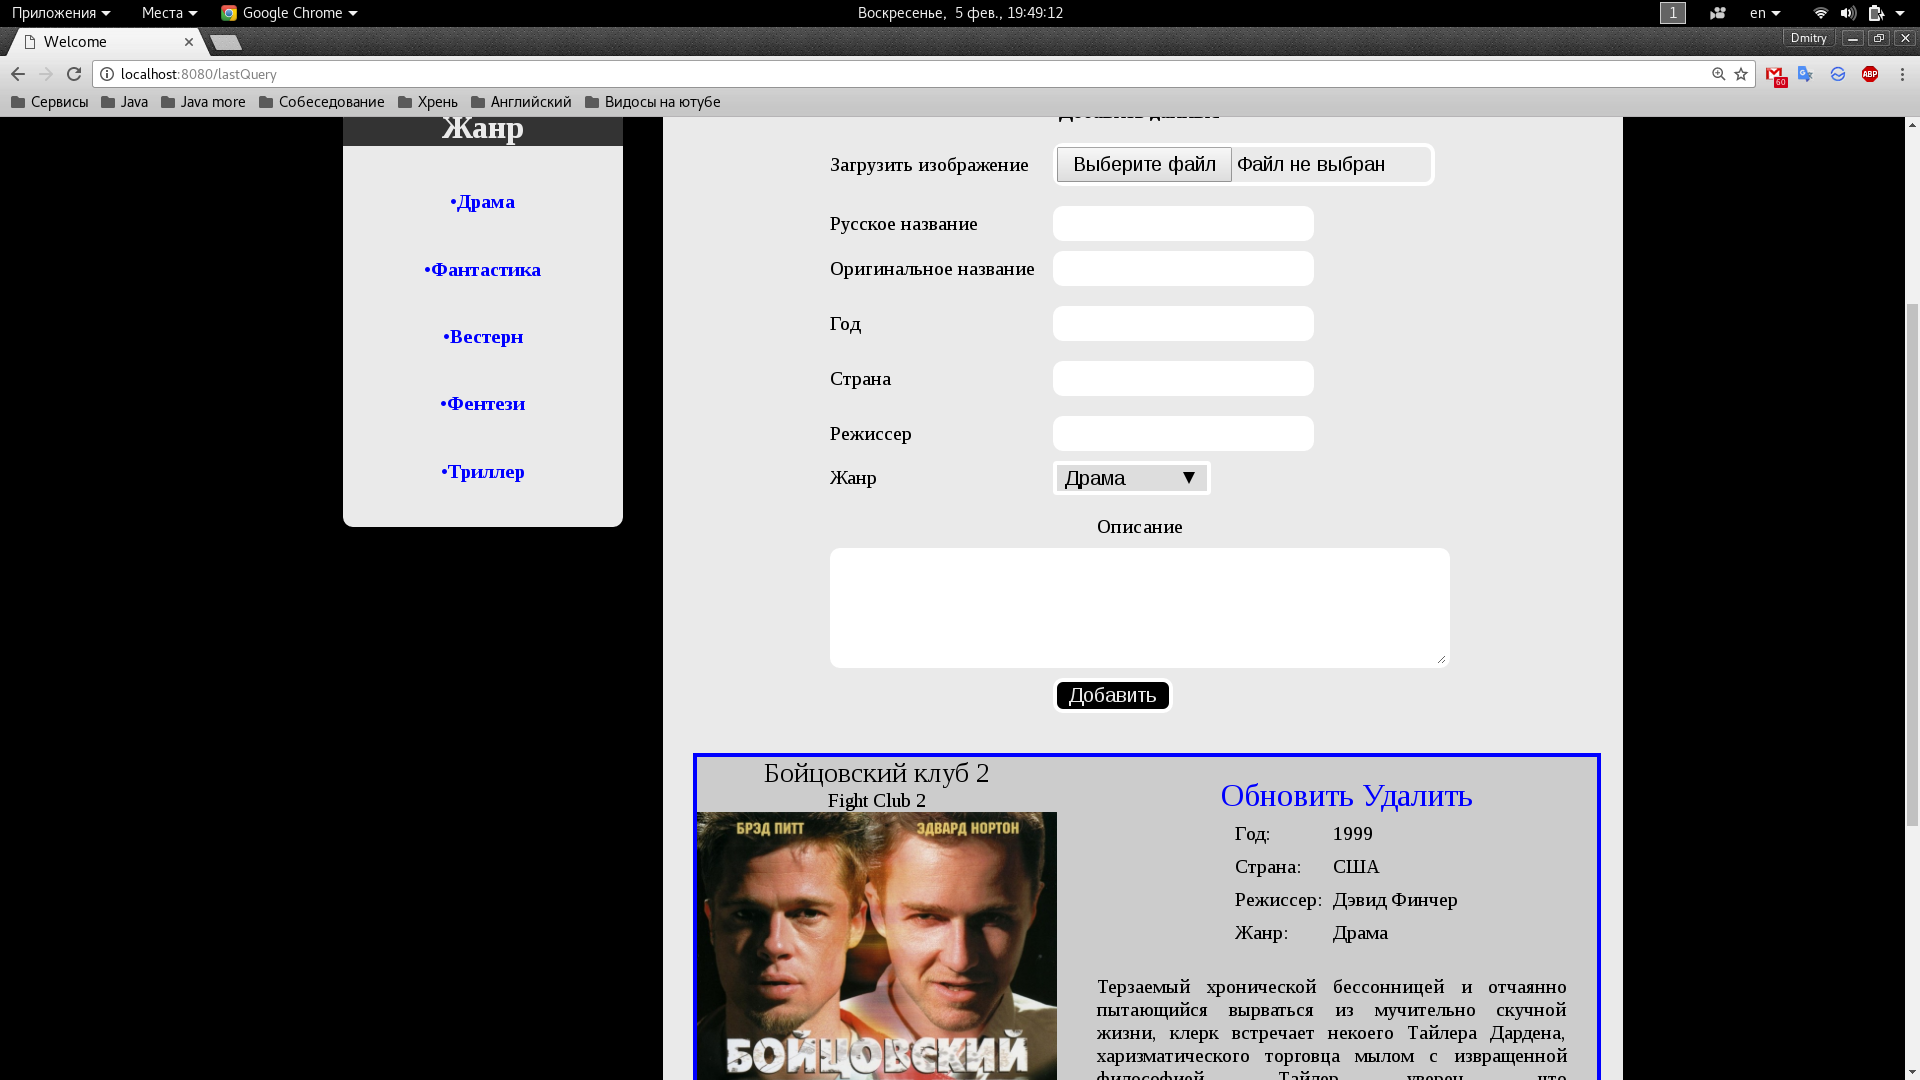 Приложения Места Google Chrome Воскресенье, 5 фев., 19:49:12 1 en
Welcome Dmitry
localhost:8080/lastQuery 60 ABP
Сервисы Java Java more Собеседование Хрень Английский Видосы на ютубе
Жанр
•Драма
•Фантастика
•Вестерн
•Фентези
•Триллер
Загрузить изображение Выберите файл Файл не выбран
Русское название
Оригинальное название
Год
Страна
Режиссер
Жанр Драма
Описание
Добавить
Бойцовский клуб 2
Fight Club 2
БРЭД ПИТТ ЭДВАРД НОРТОН
БОЙЦОВСКИЙ
Обновить Удалить
Год: 1999
Страна: США
Режиссер: Дэвид Финчер
Жанр: Драма
Терзаемый хронической бессонницей и отчаянно
пытающийся вырваться из мучительно скучной
жизни, клерк встречает некоего Тайлера Дардена,
харизматического торговца мылом с извращенной
философией. Тайлер уверен, что